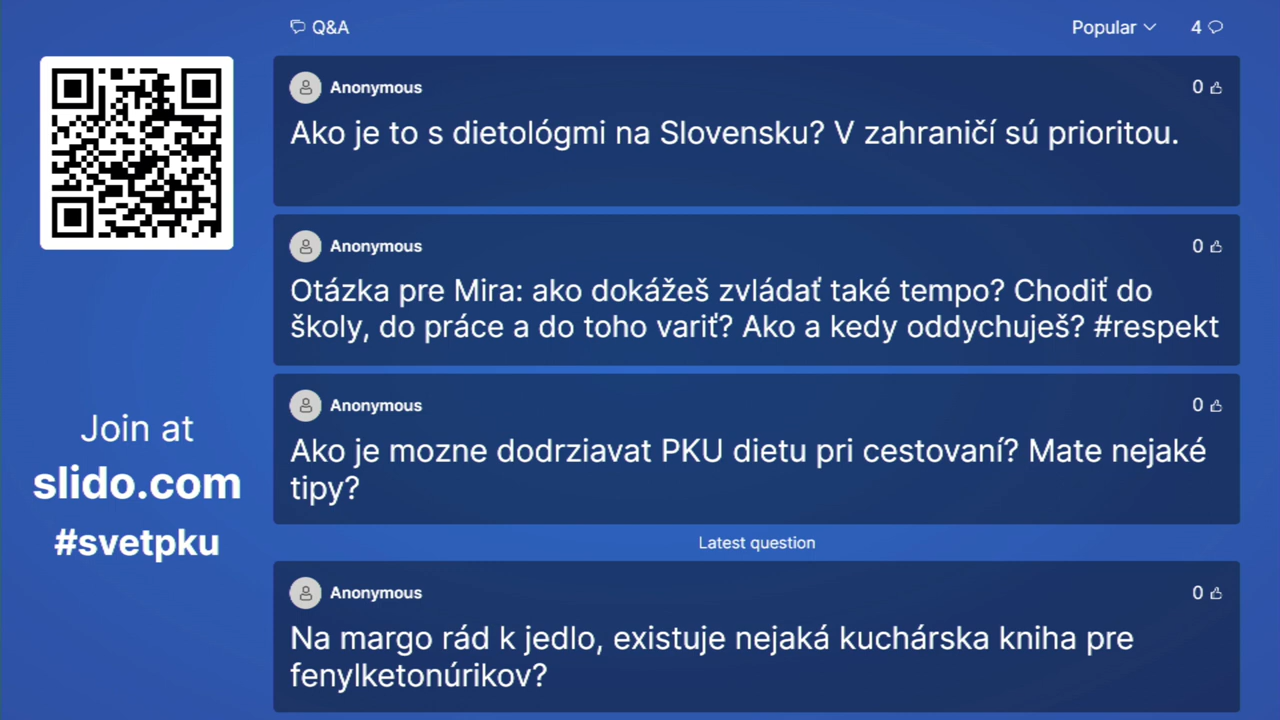 Q&A
Popular
4
Anonymous
0
Ako je to s dietológmi na Slovensku? V zahraničí sú prioritou.
Anonymous
0
Otázka pre Mira: ako dokážeš zvládať také tempo? Chodiť do
školy, do práce a do toho variť? Ako a kedy oddychuješ? #respekt
Anonymous
0
Ako je mozne dodrziavat PKU dietu pri cestovaní? Mate nejaké
tipy?
Latest question
Anonymous
0
Na margo rád k jedlo, existuje nejaká kuchárska kniha pre
fenylketonúrikov?
Join at
slido.com
#svetpku